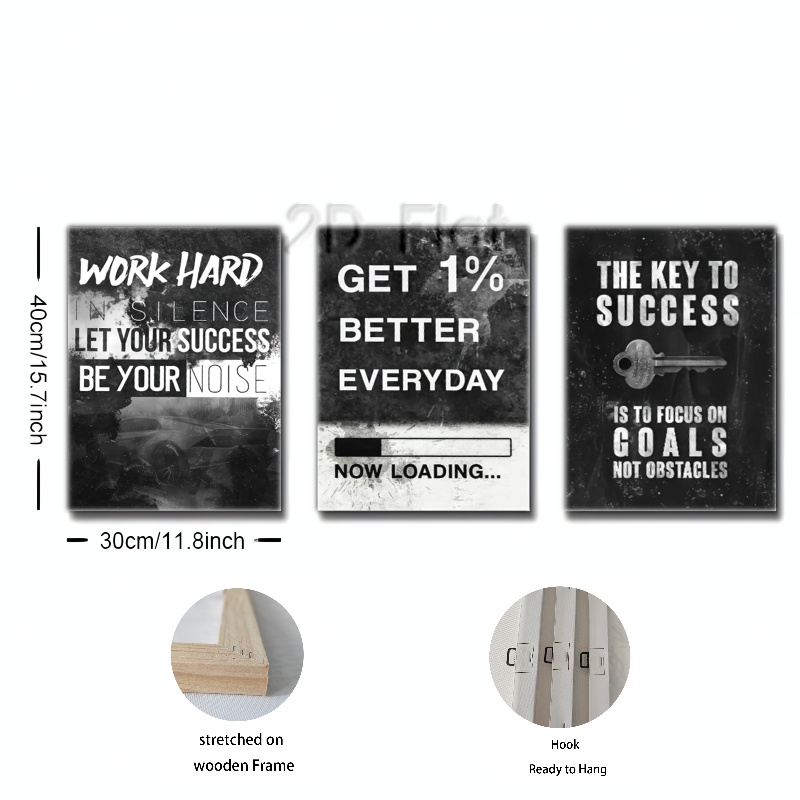 2D Flat
WORK HARD
IN SILENCE
LET YOUR SUCCESS
BE YOUR NOISE
GET 1%
BETTER
EVERYDAY
NOW LOADING...
THE KEY TO
SUCCESS
IS TO FOCUS ON
GOALS
NOT OBSTACLES
40cm/15.7inch
30cm/11.8inch
stretched on
wooden Frame
Hook
Ready to Hang